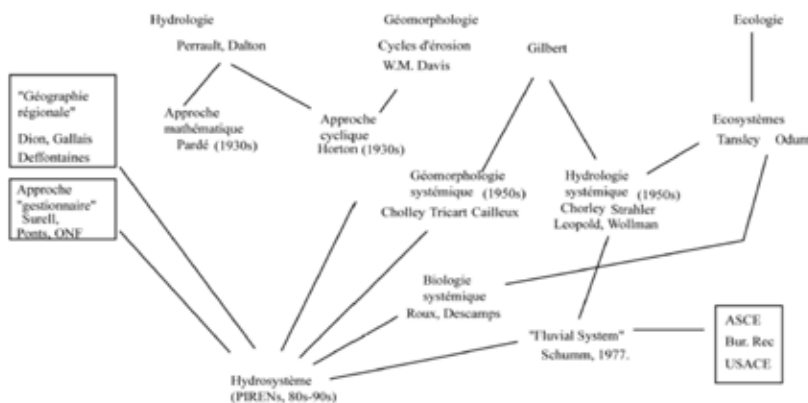 Hydrologie
Géomorphologie
Ecologie
Perrault, Dalton
Cycles d'érosion
W.M. Davis
Gilbert
"Géographie
régionale"
Dion, Gallais
Deffontaines
Approche
mathématique
Pardé (1930s)
Approche
cyclique
Horton (1930s)
Ecosystèmes
Tansley Odum
Approche
"gestionnaire"
Surell,
Ponts, ONF
Géomorphologie
systémique (1950s)
Cholley Tricart Cailleux
Hydrologie
systémique (1950s)
Chorley Strahler
Leopold, Wollman
Biologie
systémique
Roux, Descamps
"Fluvial System"
Schumm, 1977.
ASCE
Bur. Rec
USACE
Hydrosystème
(PIRENs, 80s-90s)